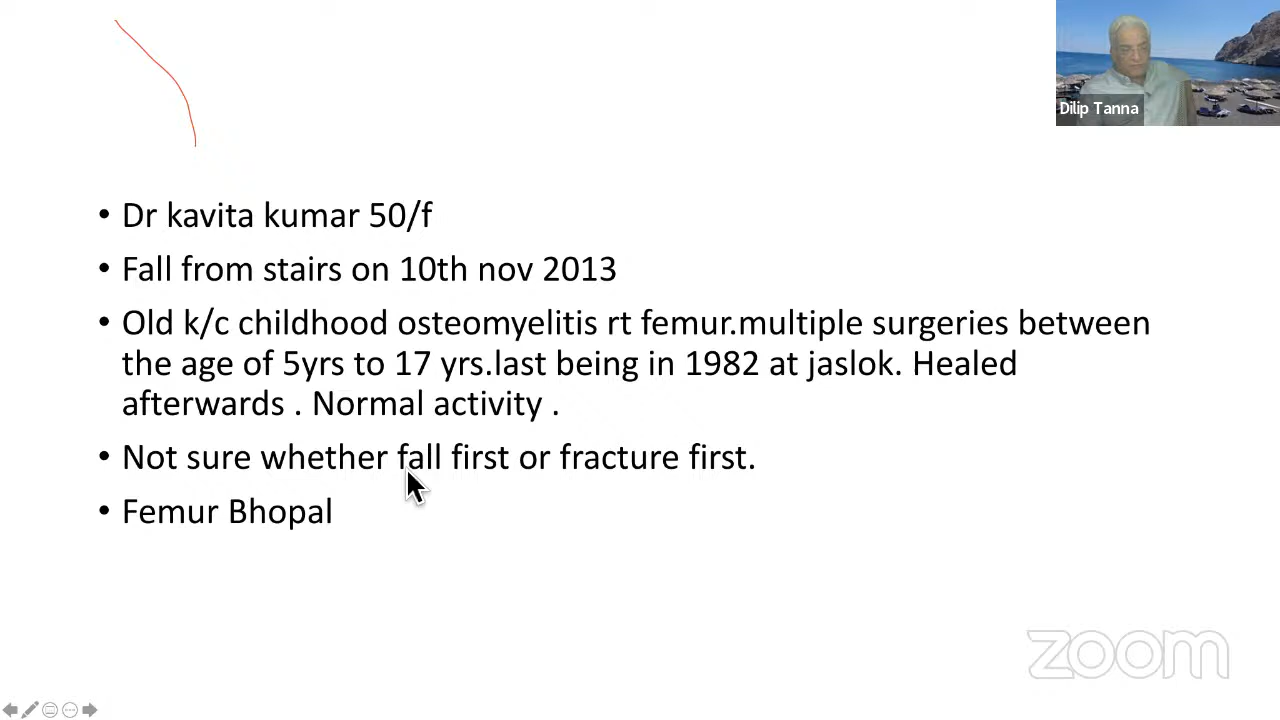 Dilip Tanna
• Dr kavita kumar 50/f
• Fall from stairs on 10th nov 2013
• Old k/c childhood osteomyelitis rt femur.multiple surgeries between
the age of 5yrs to 17 yrs.last being in 1982 at jaslok. Healed
afterwards . Normal activity .
• Not sure whether fall first or fracture first.
• Femur Bhopal
zoom